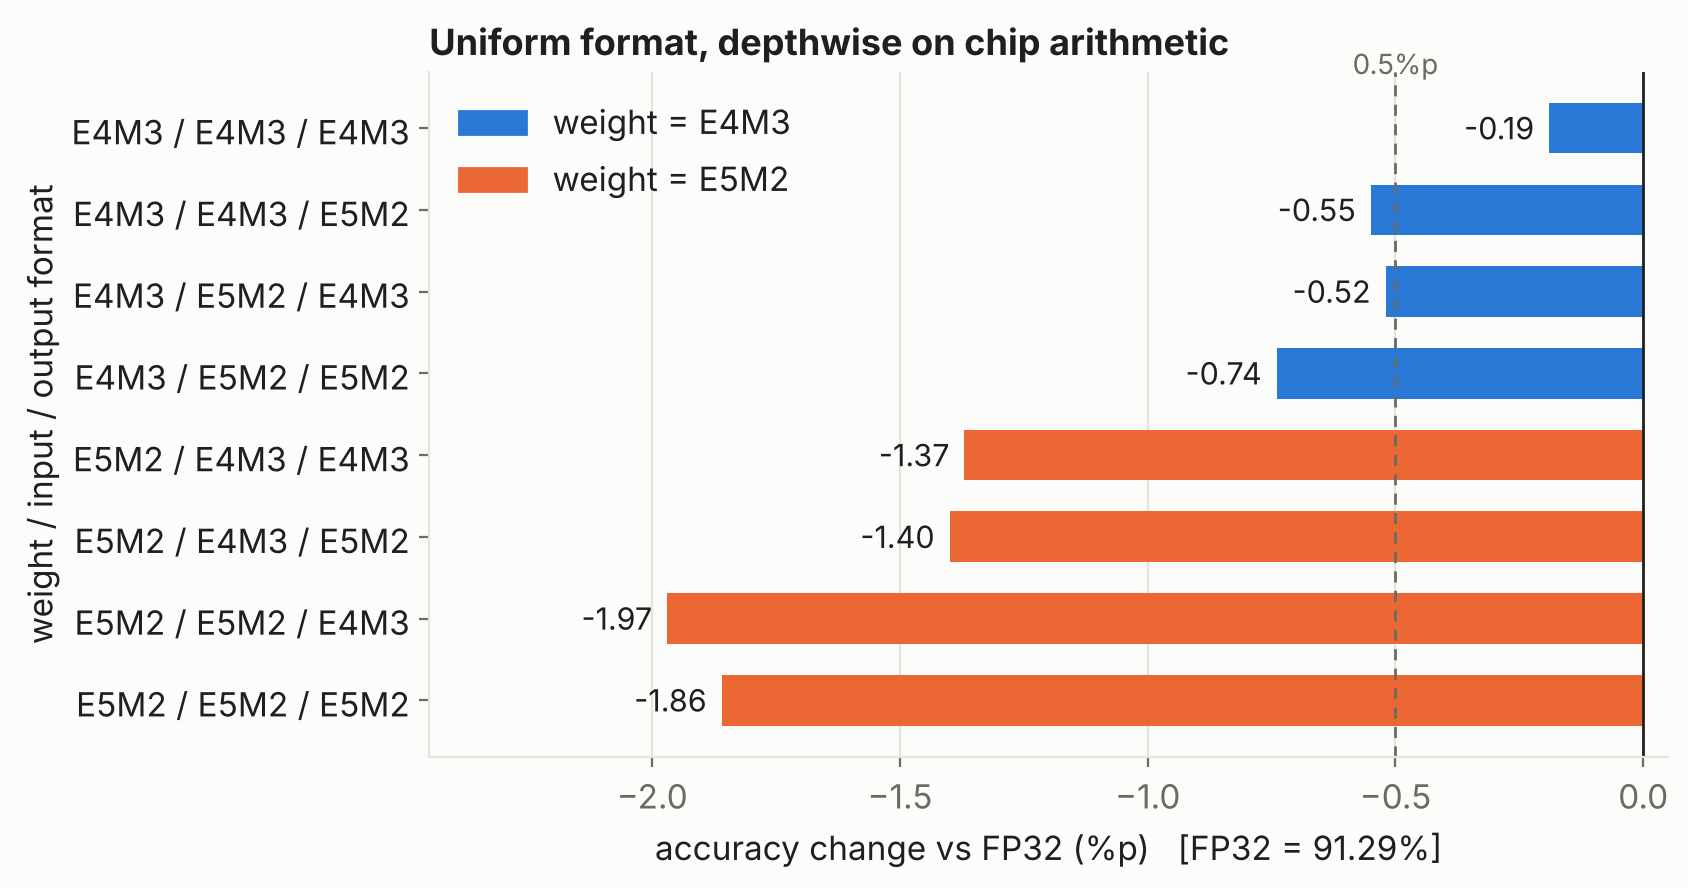 Uniform format, depthwise on chip arithmetic
0.5%p
weight = E4M3
weight = E5M2
weight / input / output format
E4M3 / E4M3 / E4M3
-0.19
E4M3 / E4M3 / E5M2
-0.55
E4M3 / E5M2 / E4M3
-0.52
E4M3 / E5M2 / E5M2
-0.74
E5M2 / E4M3 / E4M3
-1.37
E5M2 / E4M3 / E5M2
-1.40
E5M2 / E5M2 / E4M3
-1.97
E5M2 / E5M2 / E5M2
-1.86
−2.0 −1.5 −1.0 −0.5 0.0
accuracy change vs FP32 (%p) [FP32 = 91.29%]